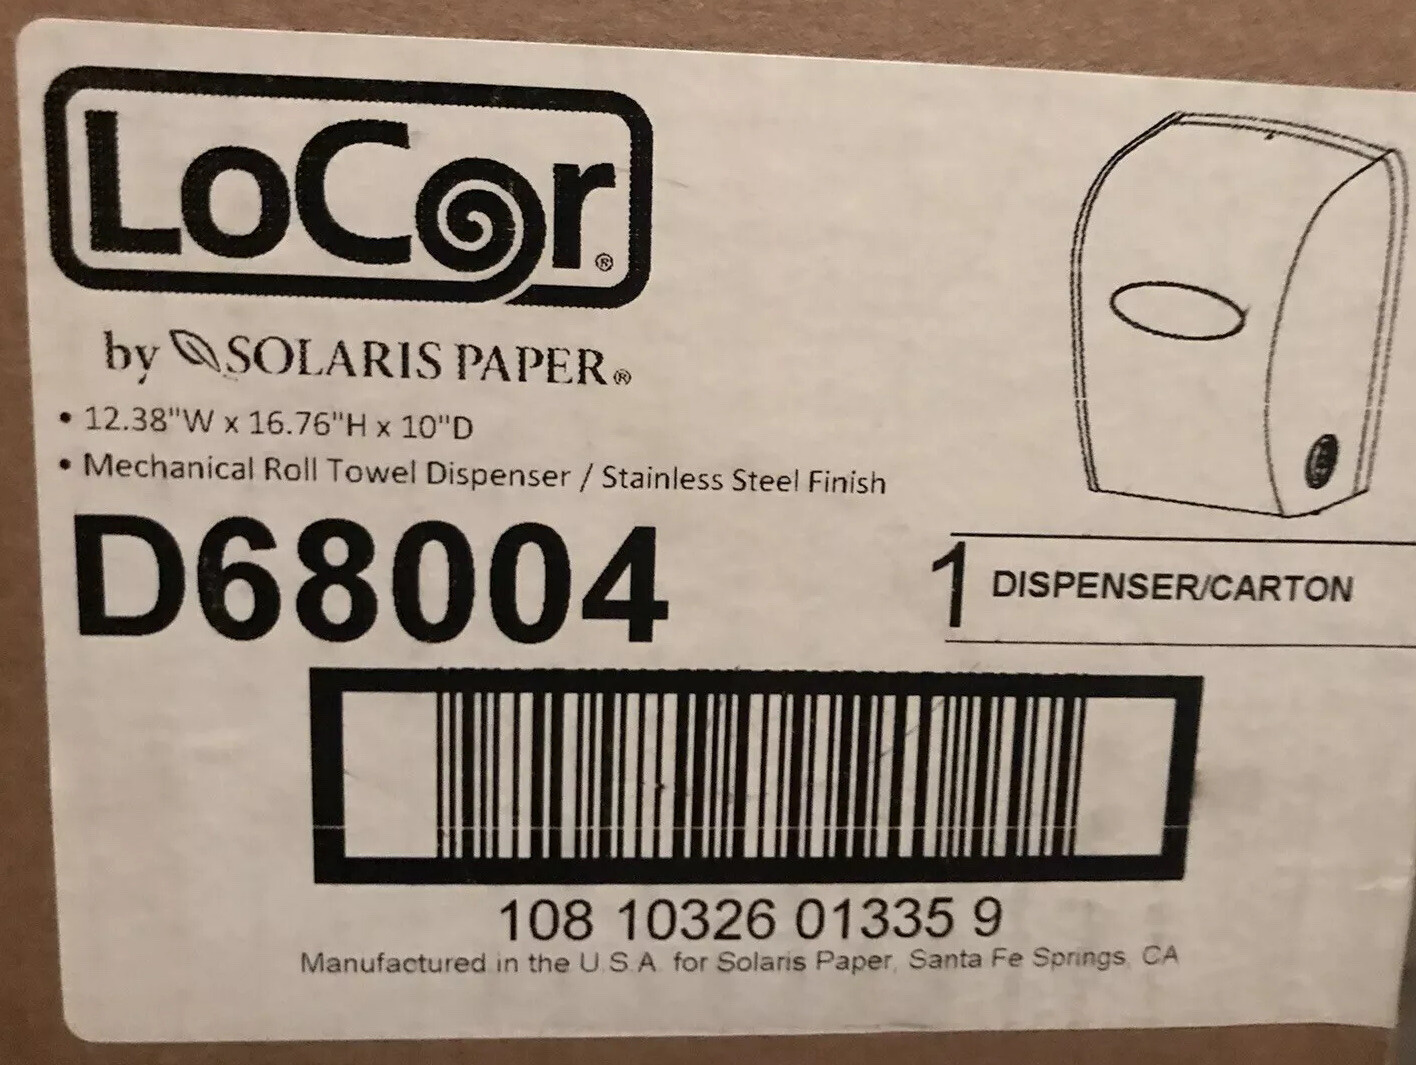 LoCor®
by SOLARIS PAPER®
• 12.38"W x 16.76"H x 10"D
• Mechanical Roll Towel Dispenser / Stainless Steel Finish
D68004
1 DISPENSER/CARTON
108 10326 01335 9
Manufactured in the U.S.A. for Solaris Paper, Santa Fe Springs, CA